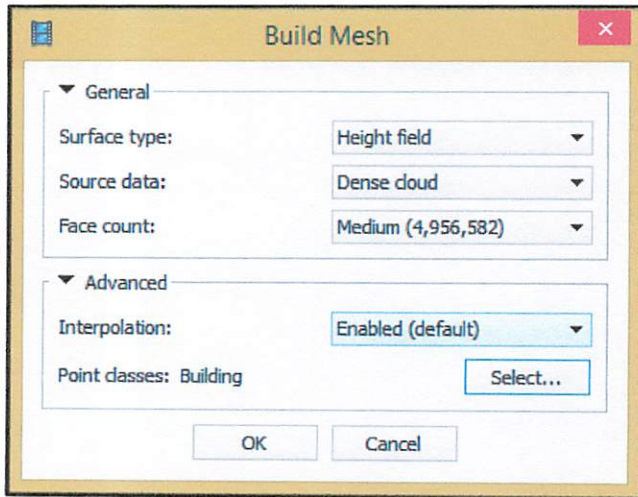 Build Mesh
General
Surface type: Height field
Source data: Dense cloud
Face count: Medium (4,956,582)
Advanced
Interpolation: Enabled (default)
Point classes: Building Select...
OK Cancel